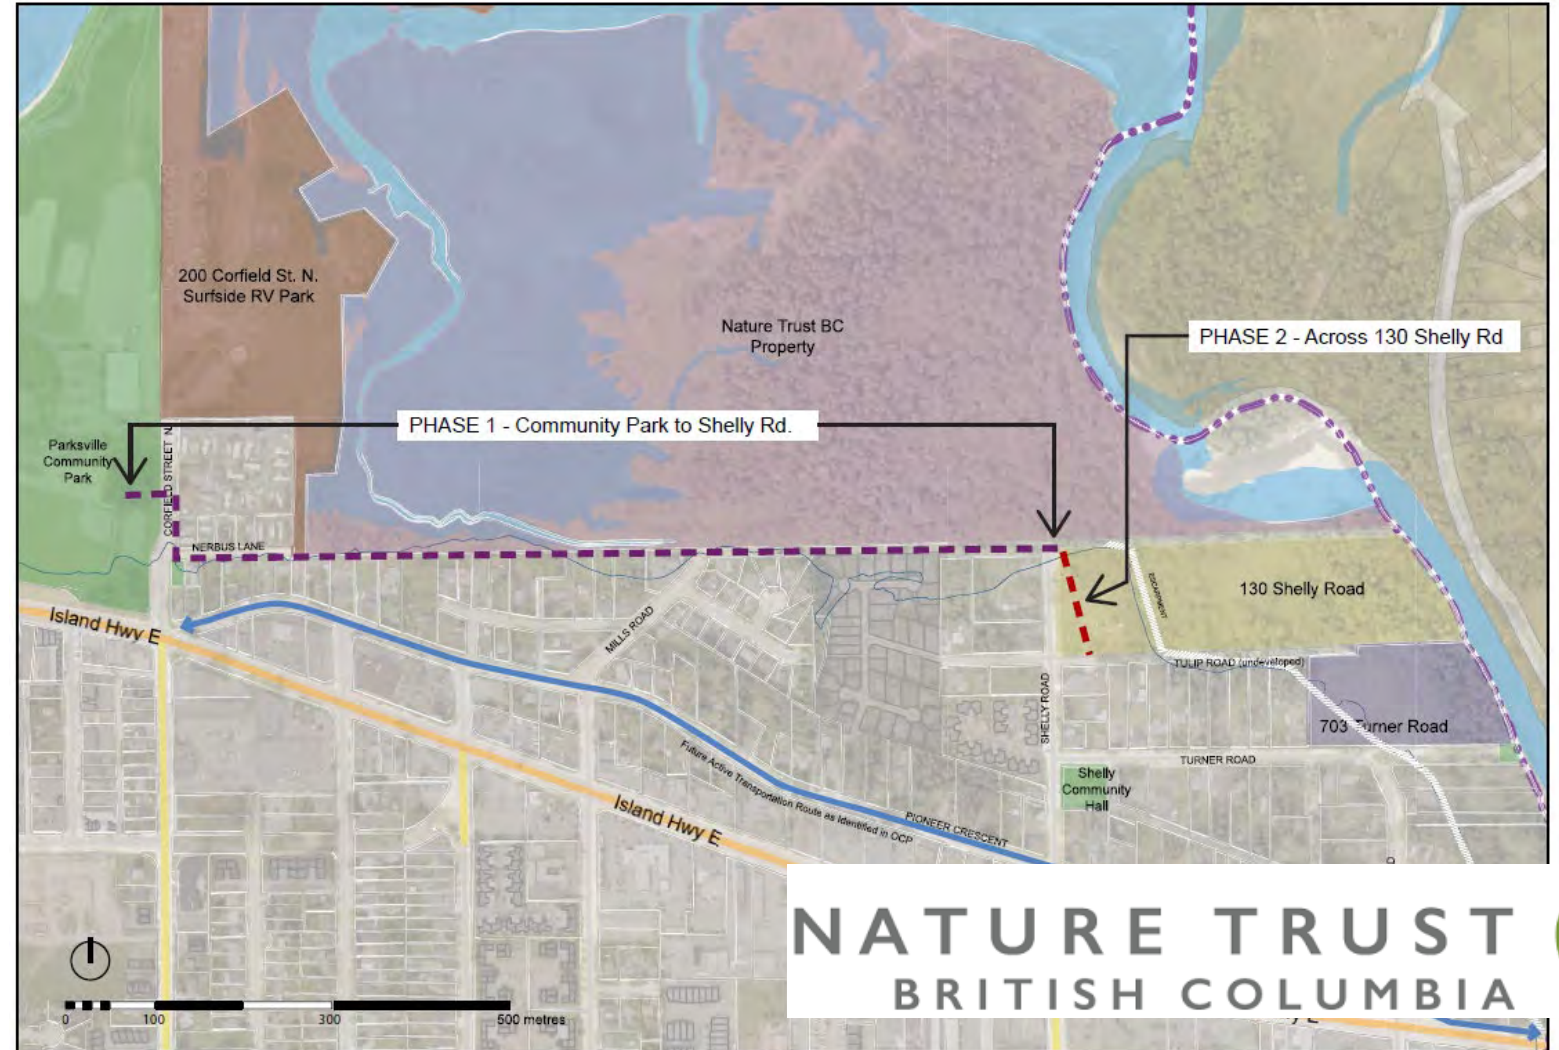 200 Corfield St. N.
Surfside RV Park
Nature Trust BC
Property
PHASE 2 - Across 130 Shelly Rd
PHASE 1 - Community Park to Shelly Rd.
Parksville
Community
Park
CORFIELD STREET N
NERBUS LANE
130 Shelly Road
ESCARPMENT
Island Hwy E
MILLS ROAD
TULIP ROAD (undeveloped)
SHELLY ROAD
703 Turner Road
TURNER ROAD
Future Active Transportation Route as Identified in OCP
Shelly
Community
Hall
PIONEER CRESCENT
Island Hwy E
NATURE TRUST
BRITISH COLUMBIA
0 100 300 500 metres